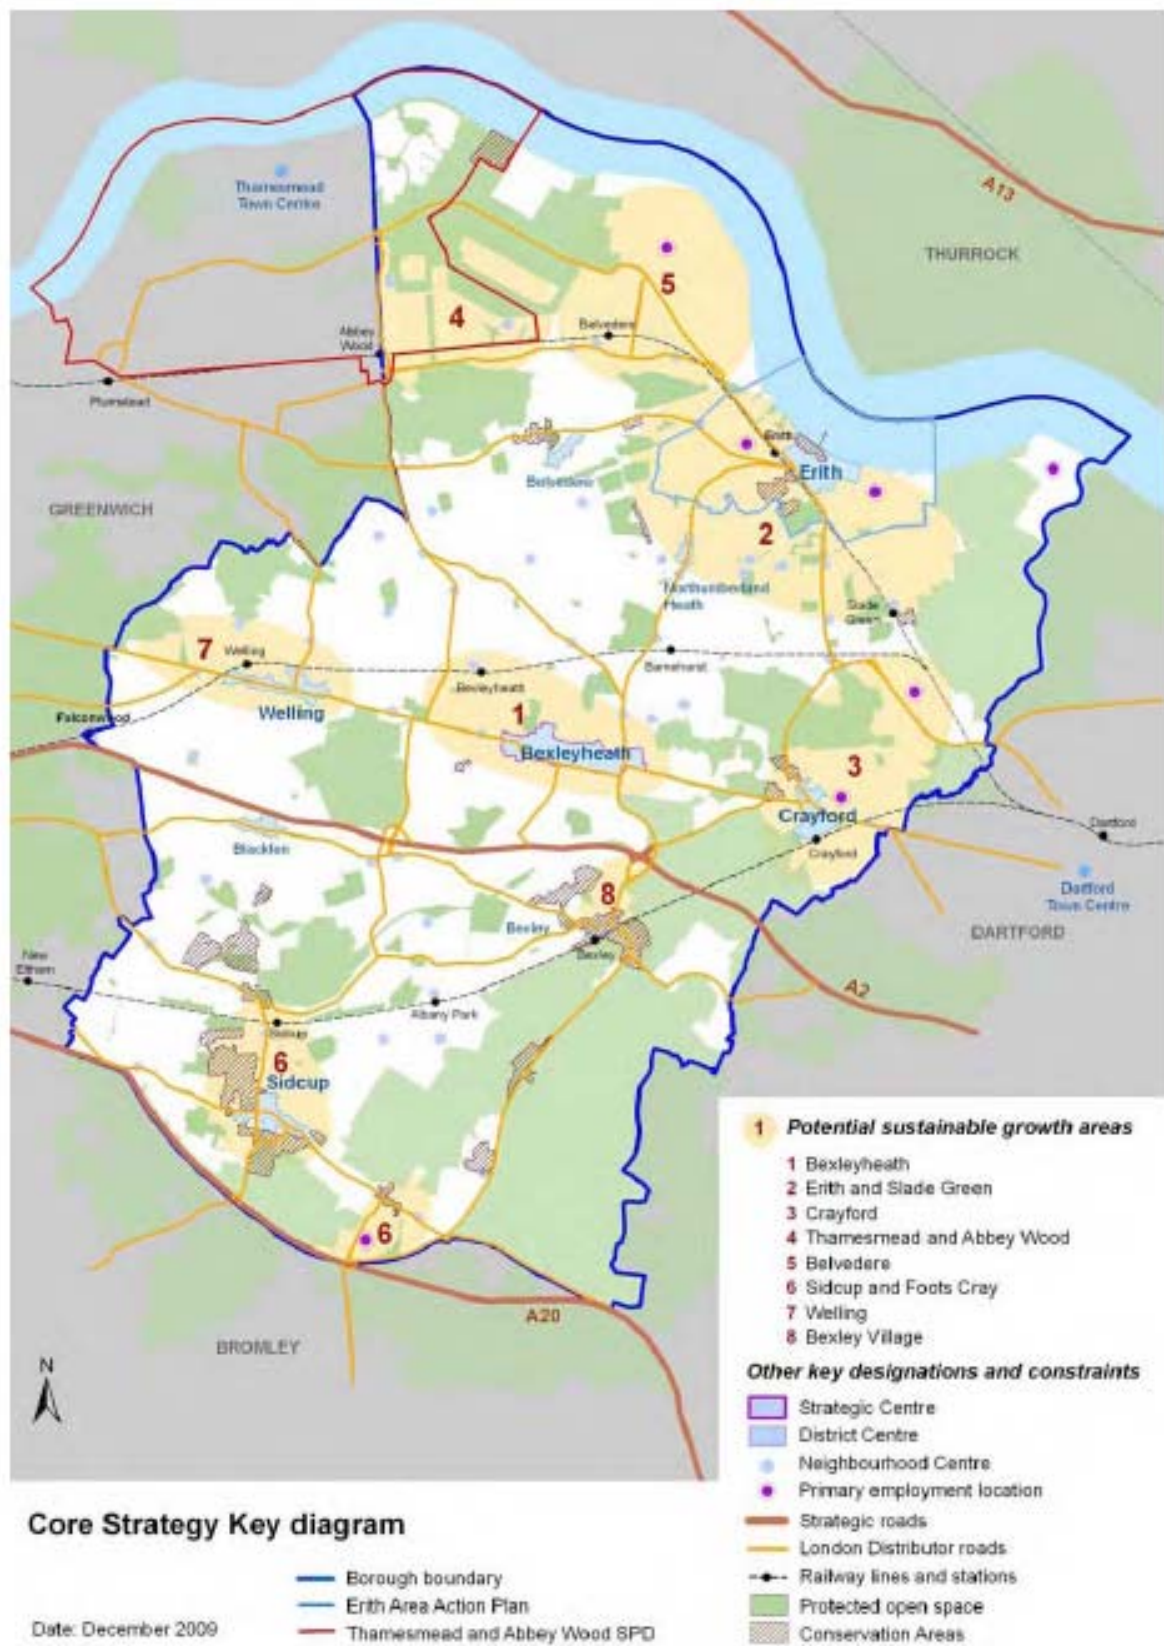 A13
Thamesmead
Town Centre
THURROCK
5
4
Belvedere
Abbey
Wood
Plumstead
Erith
Erith
Belvedere
GREENWICH
2
Northumberland
Heath
Slade
Green
7
Welling
Barnehurst
Bexleyheath
Falconwood
Welling
1
Bexleyheath
3
Crayford
Crayford
Dartford
Blackfen
Dartford
Town Centre
8
Bexley
Bexley
DARTFORD
New
Eltham
A2
Albany Park
Sidcup
6
Sidcup
6
A20
BROMLEY
N
1 Potential sustainable growth areas
1 Bexleyheath
2 Erith and Slade Green
3 Crayford
4 Thamesmead and Abbey Wood
5 Belvedere
6 Sidcup and Foots Cray
7 Welling
8 Bexley Village
Other key designations and constraints
Strategic Centre
District Centre
Neighbourhood Centre
Primary employment location
Strategic roads
London Distributor roads
Railway lines and stations
Protected open space
Conservation Areas
Core Strategy Key diagram
Borough boundary
Erith Area Action Plan
Thamesmead and Abbey Wood SPD
Date: December 2009